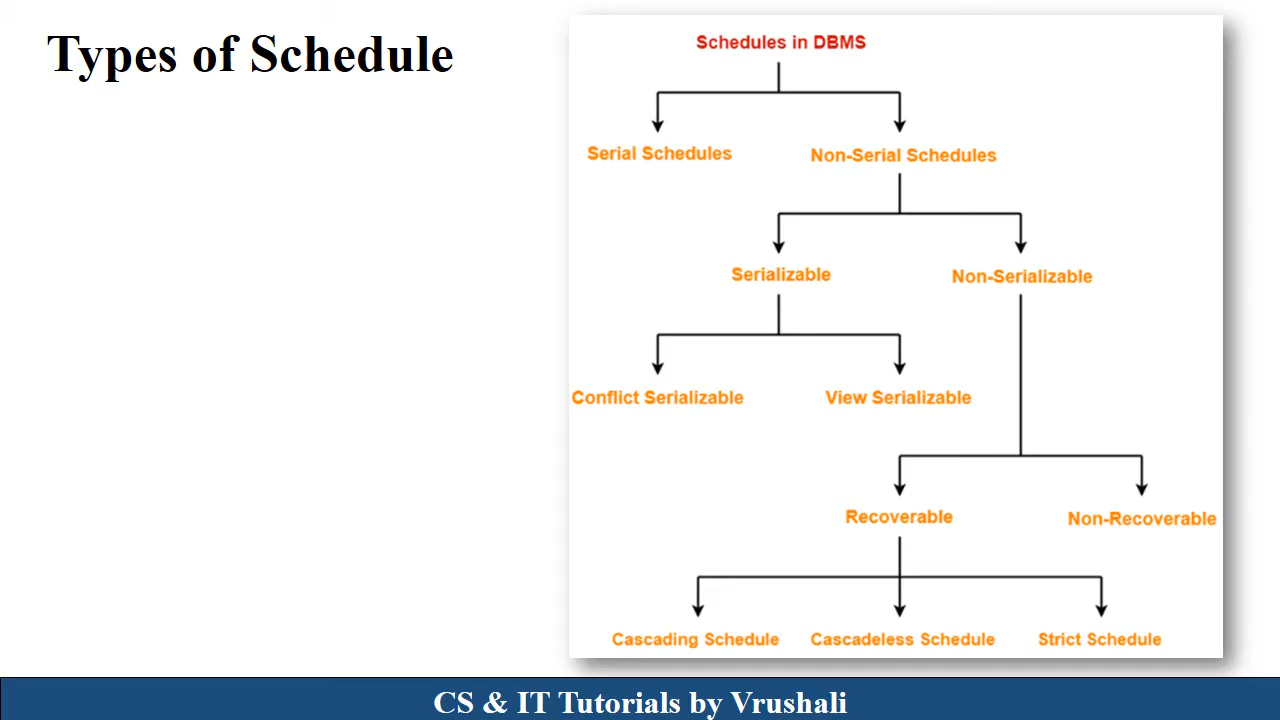 Types of Schedule
Schedules in DBMS
Serial Schedules
Non-Serial Schedules
Serializable
Non-Serializable
Conflict Serializable
View Serializable
Recoverable
Non-Recoverable
Cascading Schedule
Cascadeless Schedule
Strict Schedule
CS & IT Tutorials by Vrushali